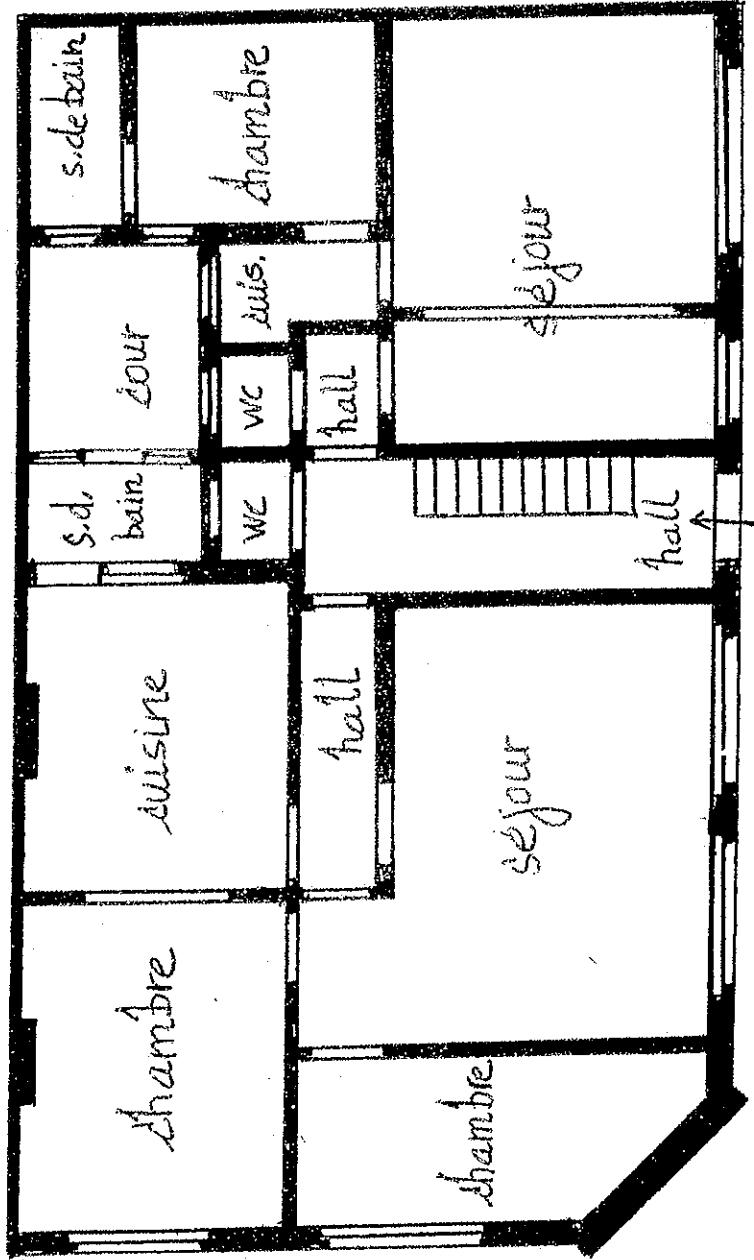 chambre
cuisine
s.d.
bain
cour
s.de bain
chambre
wc
wc
cuis.
hall
hall
chambre
séjour
hall
séjour